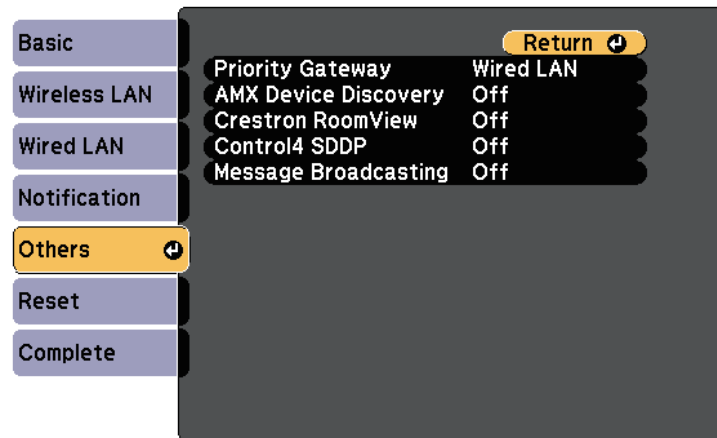 Basic
Wireless LAN
Wired LAN
Notification
Others
Reset
Complete
Return
Priority Gateway Wired LAN
AMX Device Discovery Off
Crestron RoomView Off
Control4 SDDP Off
Message Broadcasting Off